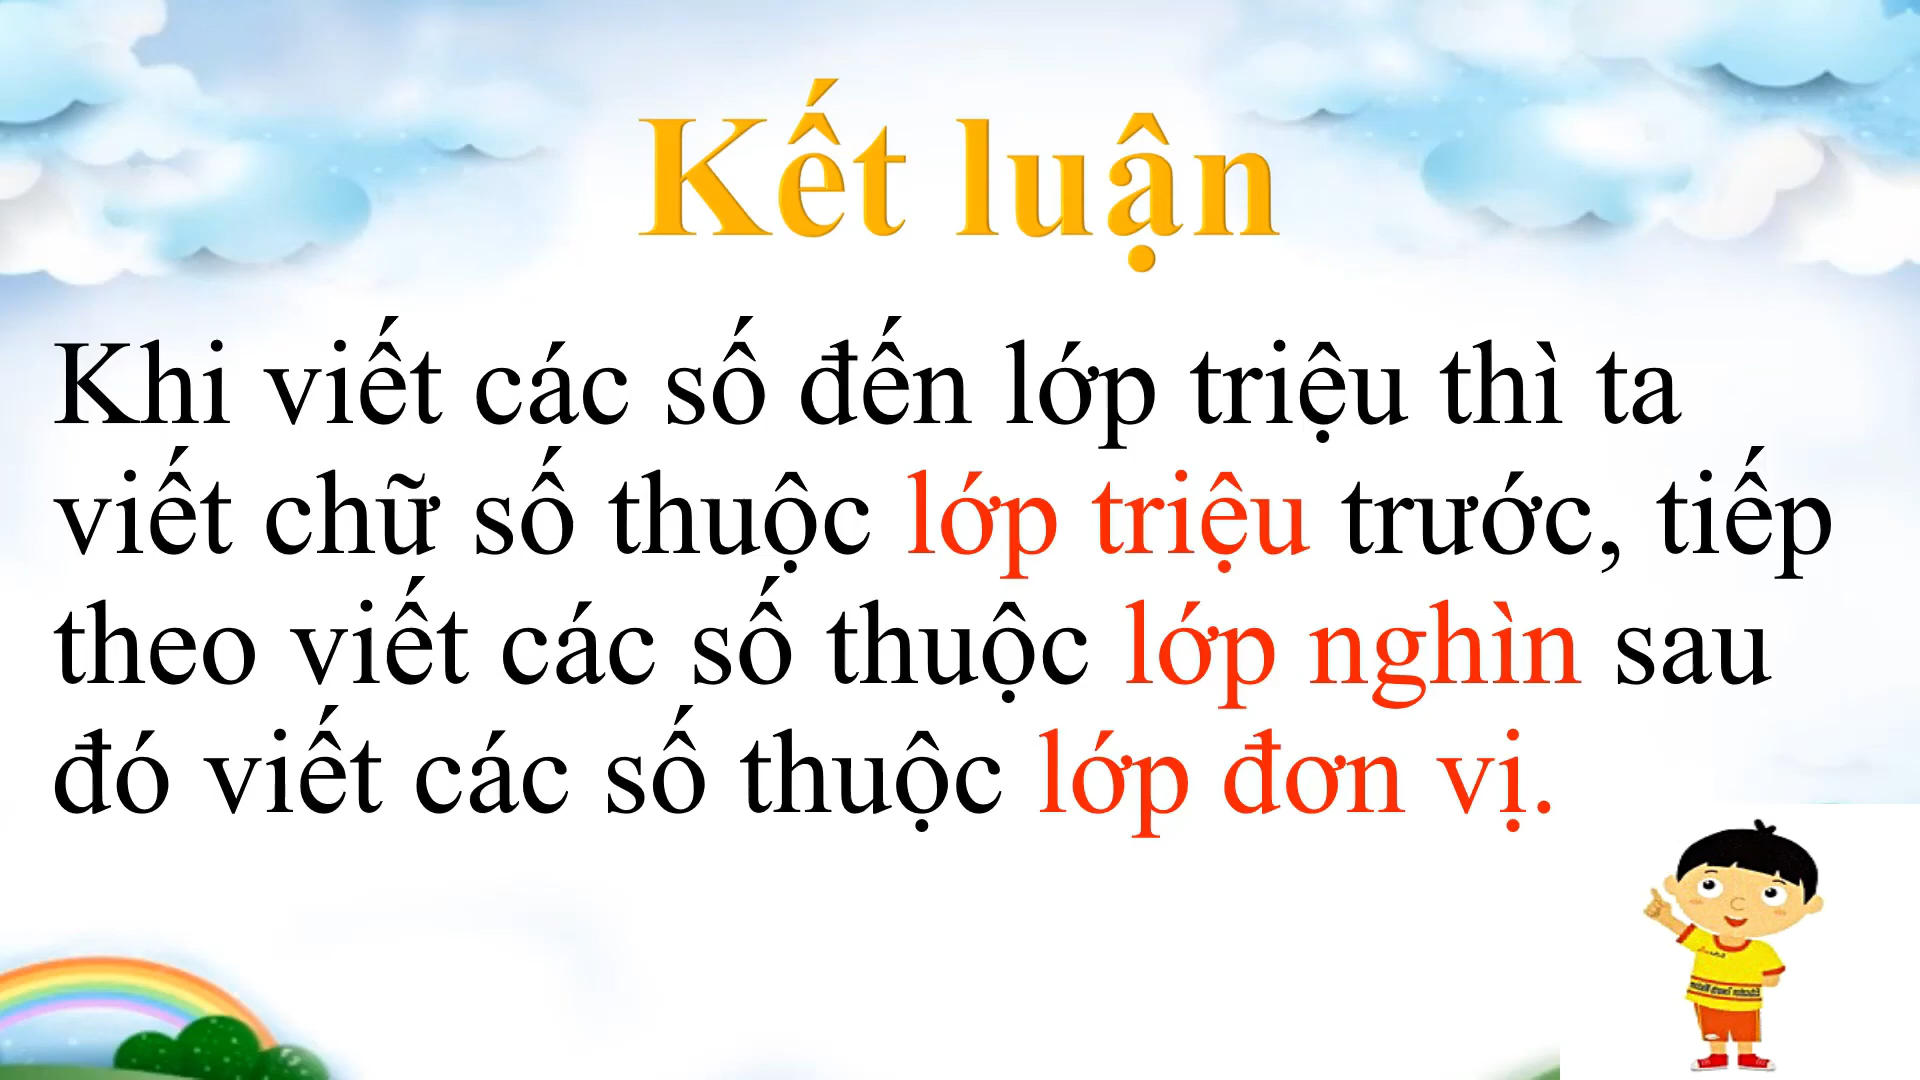 Kết luận
Khi viết các số đến lớp triệu thì ta
viết chữ số thuộc lớp triệu trước, tiếp
theo viết các số thuộc lớp nghìn sau
đó viết các số thuộc lớp đơn vị.